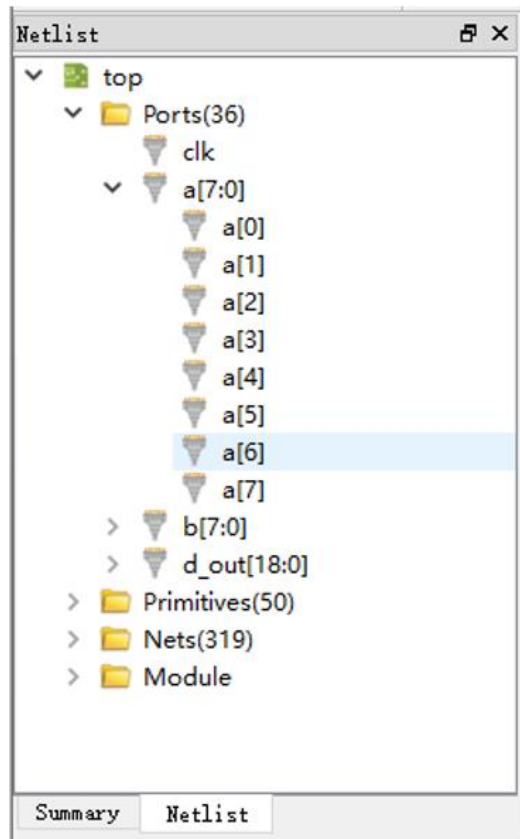 Netlist
top
Ports(36)
clk
a[7:0]
a[0]
a[1]
a[2]
a[3]
a[4]
a[5]
a[6]
a[7]
b[7:0]
d_out[18:0]
Primitives(50)
Nets(319)
Module
Summary Netlist